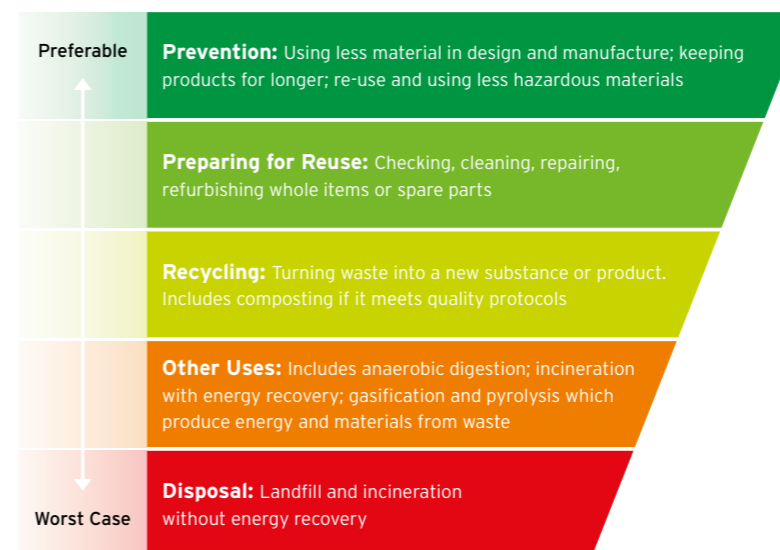 Preferable
Prevention: Using less material in design and manufacture; keeping
products for longer; re-use and using less hazardous materials
Preparing for Reuse: Checking, cleaning, repairing,
refurbishing whole items or spare parts
Recycling: Turning waste into a new substance or product.
Includes composting if it meets quality protocols
Other Uses: Includes anaerobic digestion; incineration
with energy recovery; gasification and pyrolysis which
produce energy and materials from waste
Disposal: Landfill and incineration
without energy recovery
Worst Case